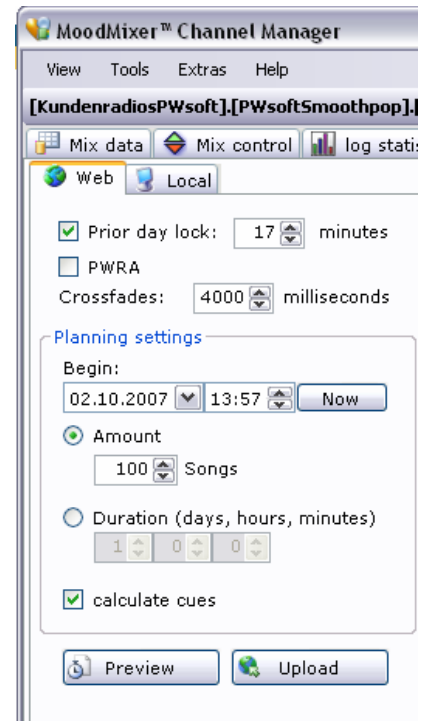 MoodMixer™ Channel Manager
View Tools Extras Help
[KundenradiosPWsoft].[PWsoftSmoothpop].[
Mix data Mix control log statis
Web Local
Prior day lock: 17 minutes
PWRA
Crossfades: 4000 milliseconds
Planning settings
Begin:
02.10.2007 13:57 Now
Amount
100 Songs
Duration (days, hours, minutes)
1 0 0
calculate cues
Preview Upload